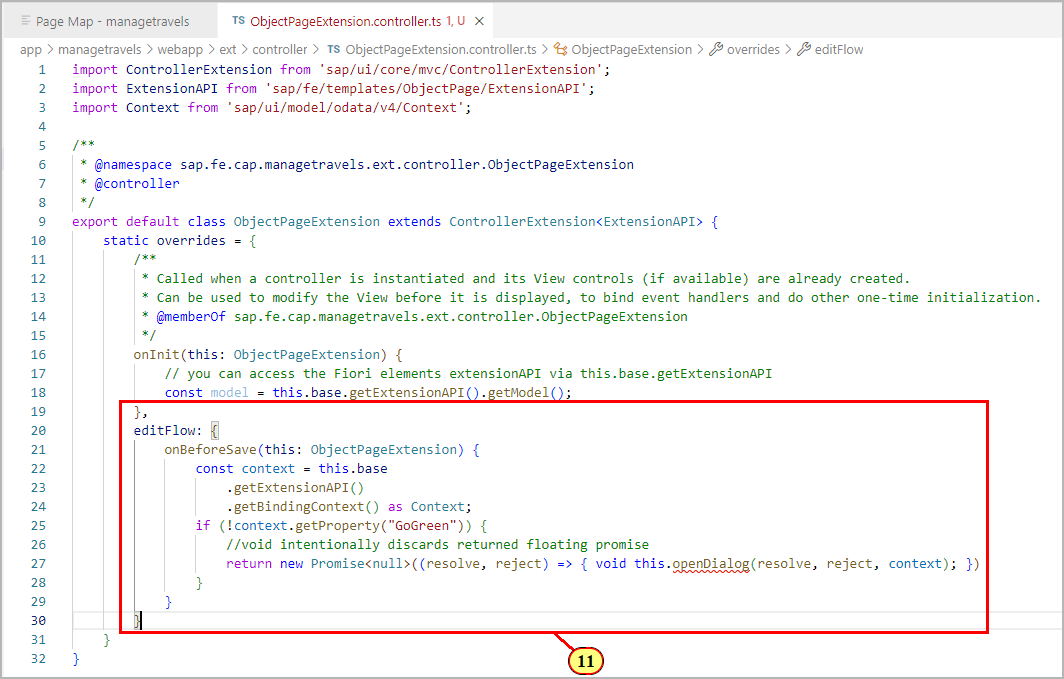 Page Map - managetravels
TS ObjectPageExtension.controller.ts 1, U
app > managetravels > webapp > ext > controller > TS ObjectPageExtension.controller.ts > ObjectPageExtension > overrides > editFlow
1 import ControllerExtension from 'sap/ui/core/mvc/ControllerExtension';
2 import ExtensionAPI from 'sap/fe/templates/ObjectPage/ExtensionAPI';
3 import Context from 'sap/ui/model/odata/v4/Context';
4
5 /**
6  * @namespace sap.fe.cap.managetravels.ext.controller.ObjectPageExtension
7  * @controller
8  */
9 export default class ObjectPageExtension extends ControllerExtension<ExtensionAPI> {
10     static overrides = {
11         /**
12          * Called when a controller is instantiated and its View controls (if available) are already created.
13          * Can be used to modify the View before it is displayed, to bind event handlers and do other one-time initialization.
14          * @memberOf sap.fe.cap.managetravels.ext.controller.ObjectPageExtension
15          */
16         onInit(this: ObjectPageExtension) {
17             // you can access the Fiori elements extensionAPI via this.base.getExtensionAPI
18             const model = this.base.getExtensionAPI().getModel();
19         },
20         editFlow: {
21             onBeforeSave(this: ObjectPageExtension) {
22                 const context = this.base
23                     .getExtensionAPI()
24                     .getBindingContext() as Context;
25                 if (!context.getProperty("GoGreen")) {
26                     //void intentionally discards returned floating promise
27                     return new Promise<null>((resolve, reject) => { void this.openDialog(resolve, reject, context); })
28                 }
29             }
30         }
31     }
32 }
11